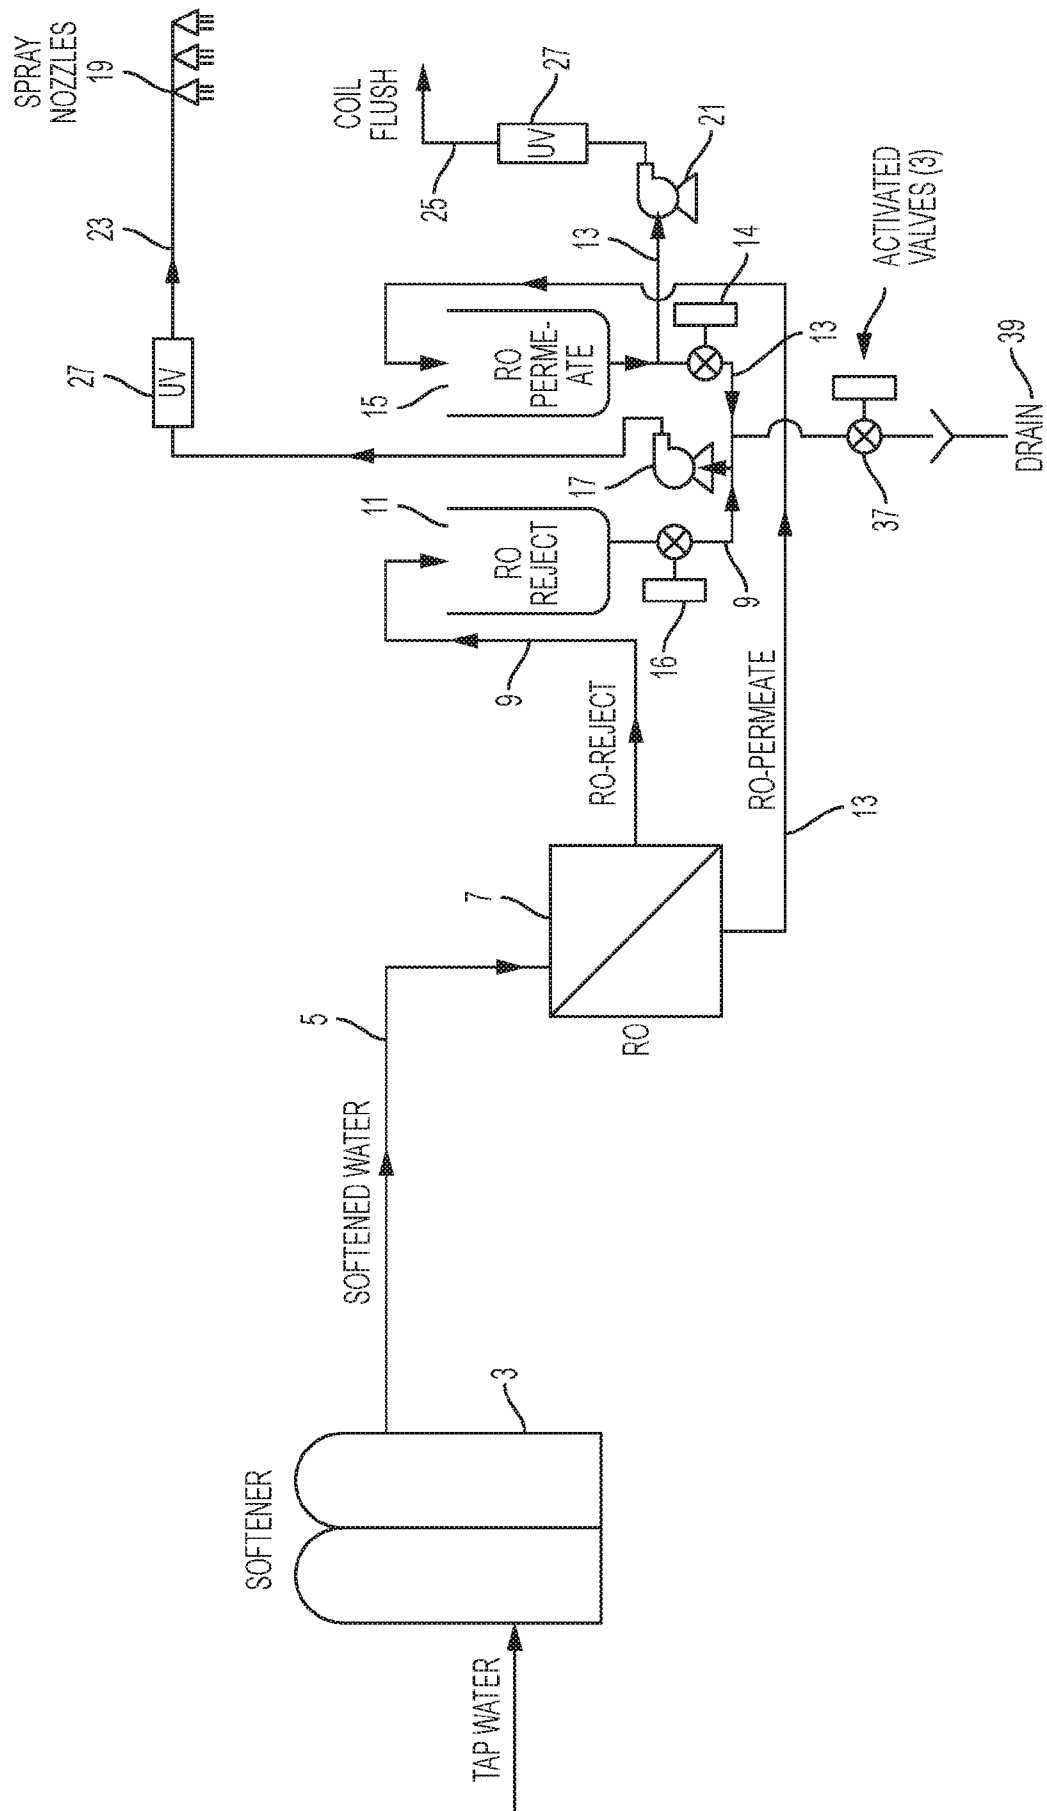 TAP WATER
SOFTENER
3
SOFTENED WATER
5
7
RO
RO-REJECT
9
RO-PERMEATE
13
11
RO
REJECT
16
9
17
15
RO
PERME-
ATE
14
13
13
21
27
UV
25
COIL
FLUSH
27
UV
23
SPRAY
NOZZLES
19
ACTIVATED
VALVES (3)
37
DRAIN
39